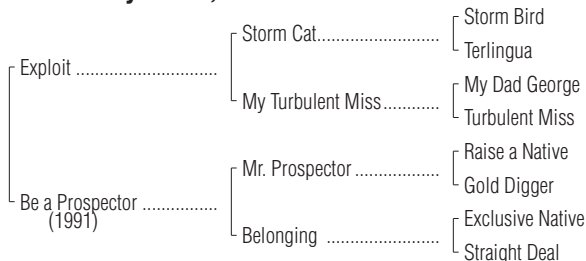 Storm Bird
Storm Cat
Terlingua
Exploit
My Dad George
My Turbulent Miss
Turbulent Miss
Raise a Native
Mr. Prospector
Gold Digger
Be a Prospector
(1991)
Exclusive Native
Belonging
Straight Deal